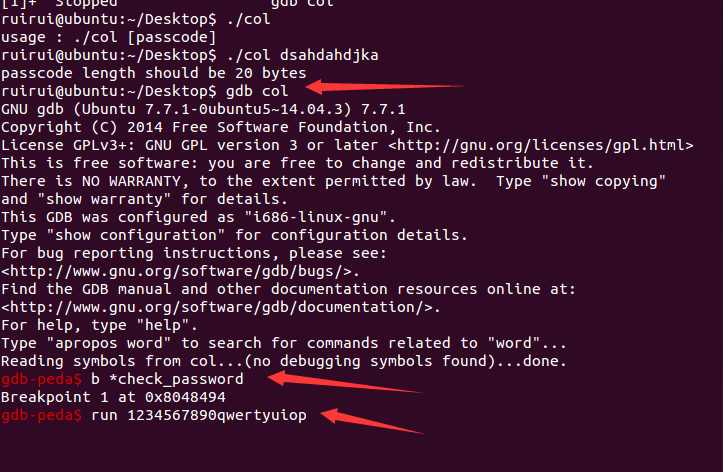 [1]+  Stopped                 gdb col
ruirui@ubuntu:~/Desktop$ ./col
usage : ./col [passcode]
ruirui@ubuntu:~/Desktop$ ./col dsahdahdjka
passcode length should be 20 bytes
ruirui@ubuntu:~/Desktop$ gdb col
GNU gdb (Ubuntu 7.7.1-0ubuntu5~14.04.3) 7.7.1
Copyright (C) 2014 Free Software Foundation, Inc.
License GPLv3+: GNU GPL version 3 or later <http://gnu.org/licenses/gpl.html>
This is free software: you are free to change and redistribute it.
There is NO WARRANTY, to the extent permitted by law.  Type "show copying"
and "show warranty" for details.
This GDB was configured as "i686-linux-gnu".
Type "show configuration" for configuration details.
For bug reporting instructions, please see:
<http://www.gnu.org/software/gdb/bugs/>.
Find the GDB manual and other documentation resources online at:
<http://www.gnu.org/software/gdb/documentation/>.
For help, type "help".
Type "apropos word" to search for commands related to "word"...
Reading symbols from col...(no debugging symbols found)...done.
gdb-peda$ b *check_password
Breakpoint 1 at 0x8048494
gdb-peda$ run 1234567890qwertyuiop